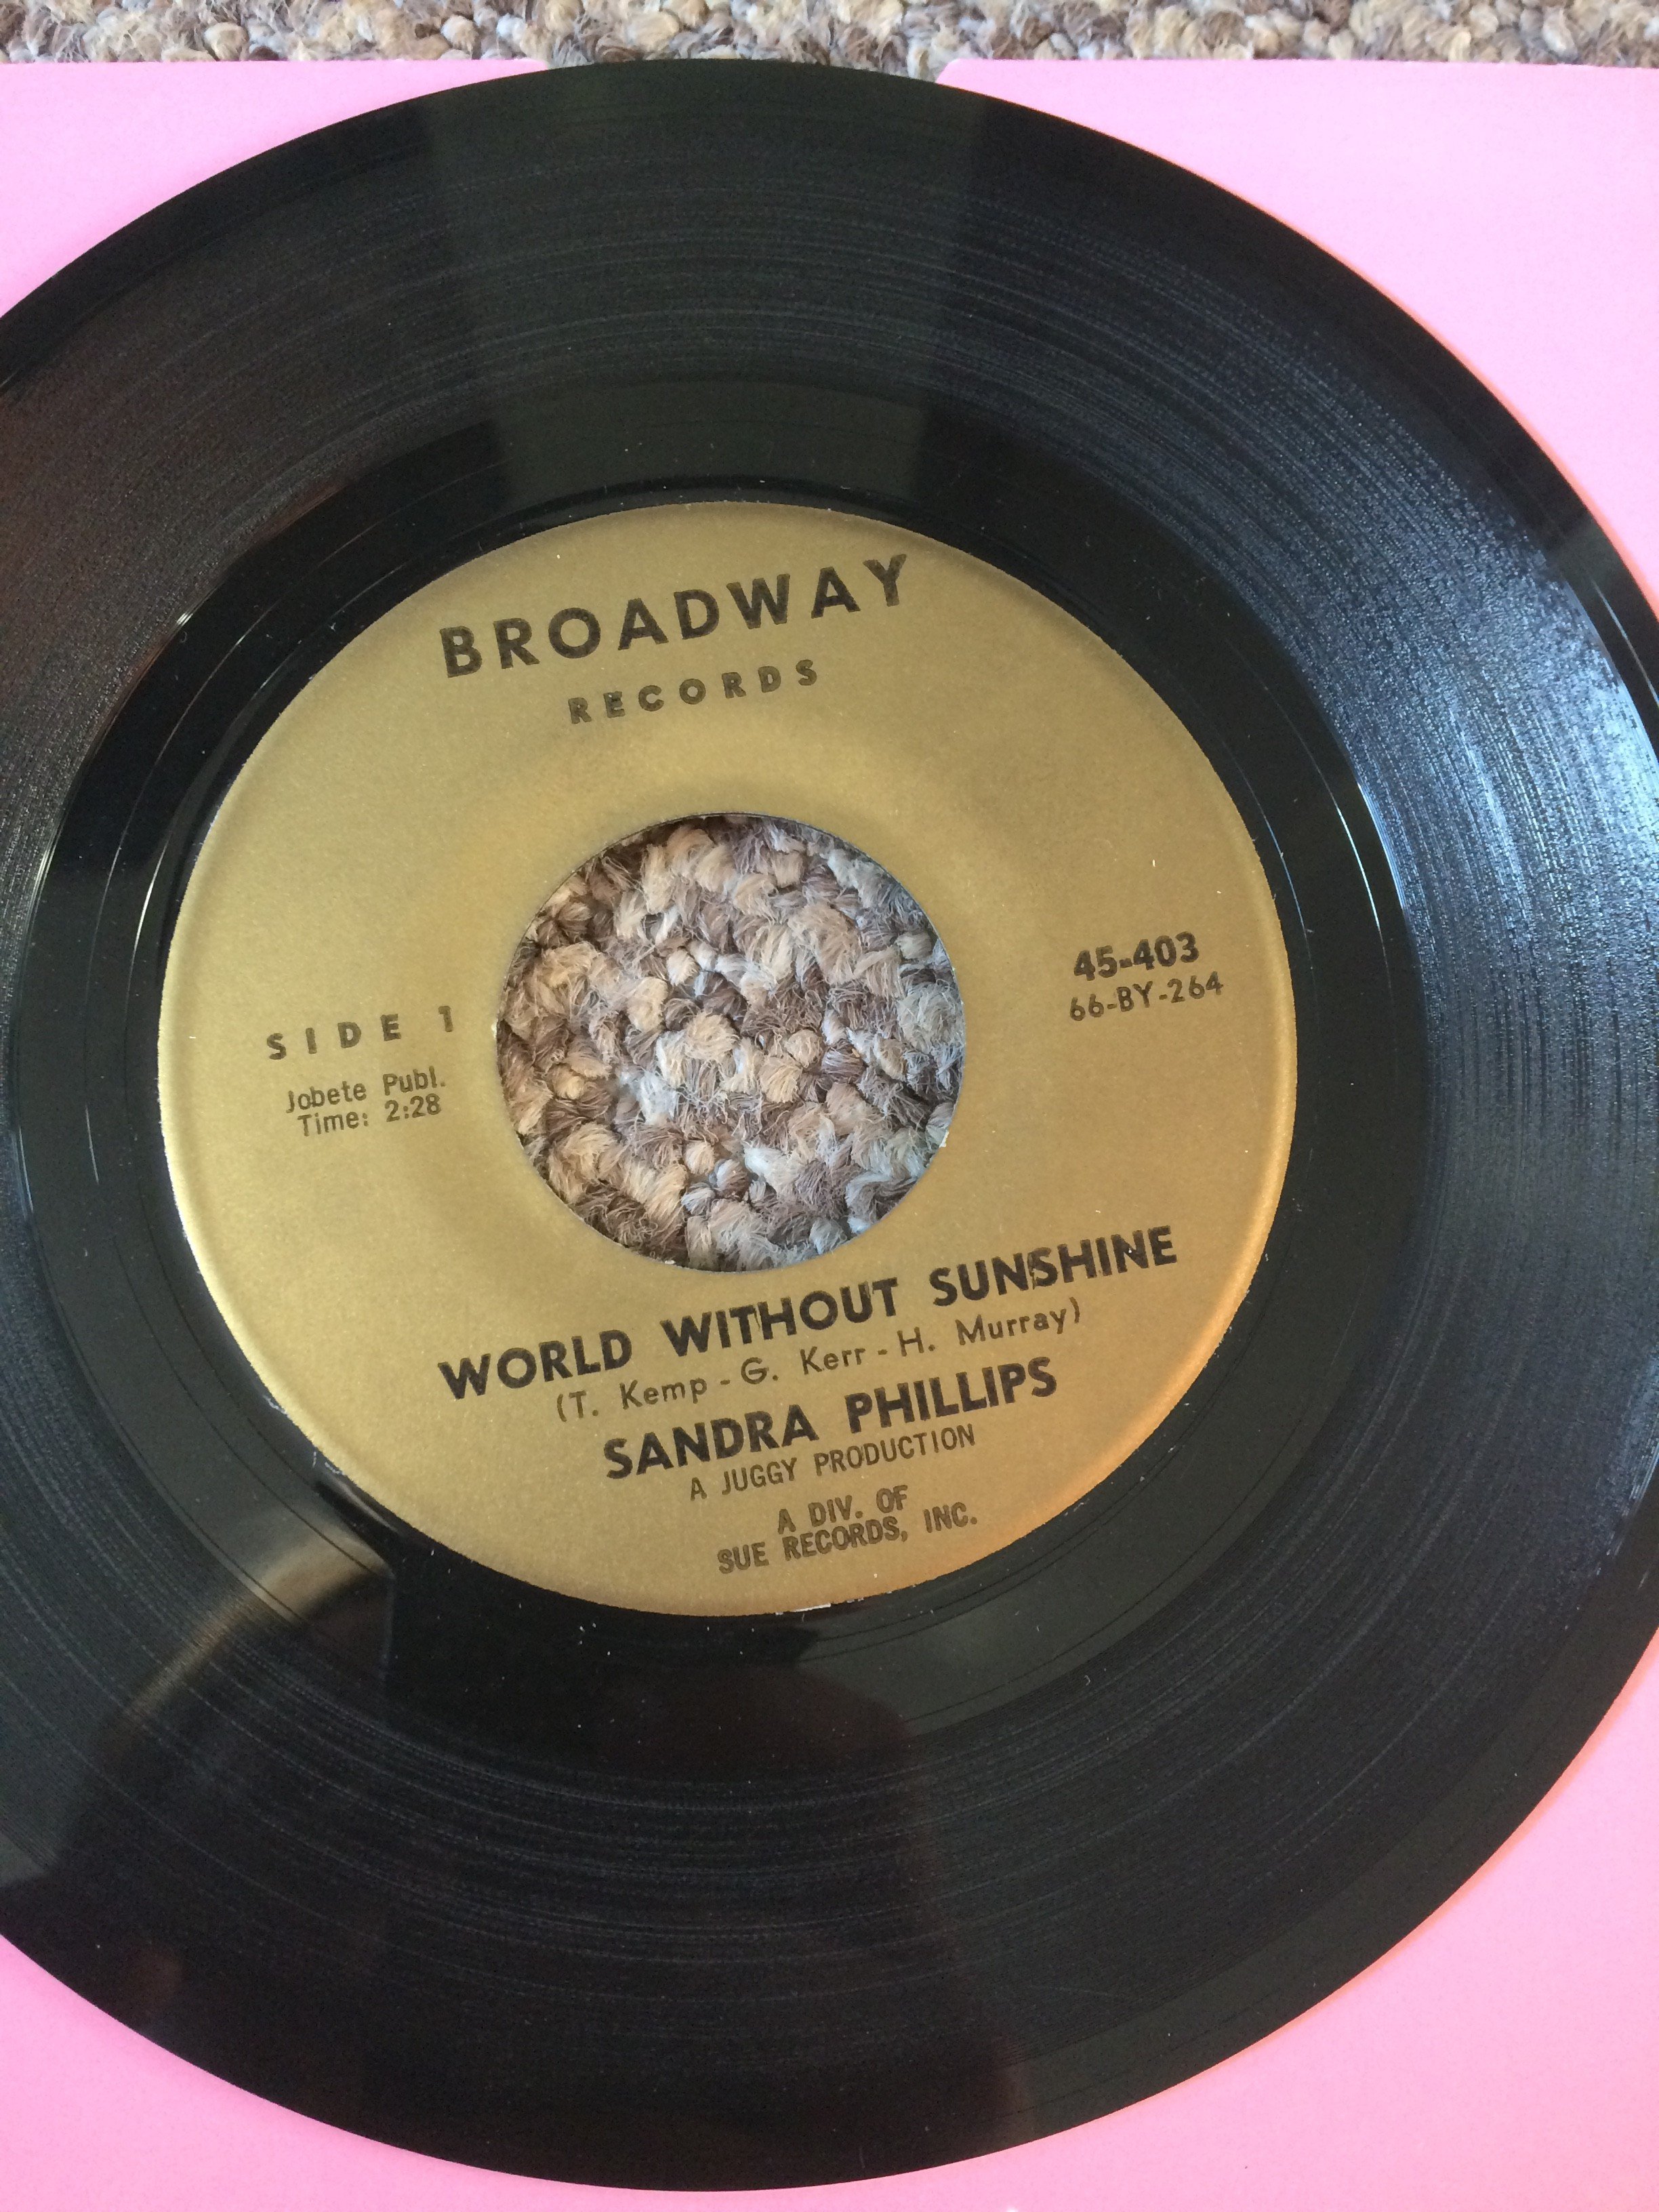 BROADWAY
RECORDS
45-403
66-BY-264
SIDE 1
Jobete Publ.
Time: 2:28
WORLD WITHOUT SUNSHINE
(T. Kemp - G. Kerr - H. Murray)
SANDRA PHILLIPS
A JUGGY PRODUCTION
A DIV. OF
SUE RECORDS, INC.